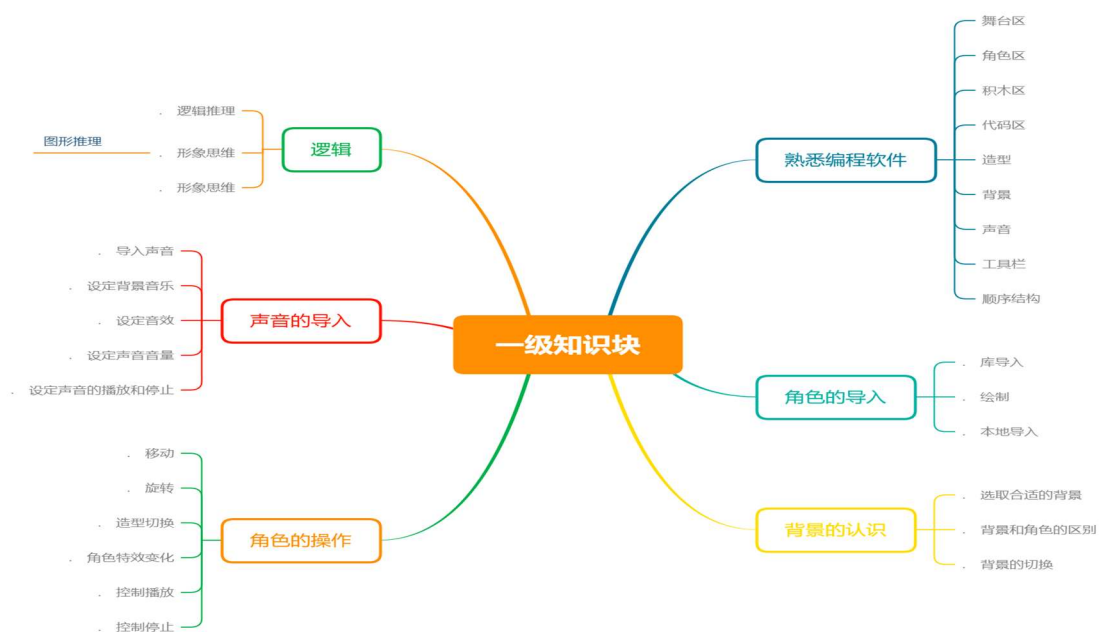 一级知识块
熟悉编程软件
舞台区
角色区
积木区
代码区
造型
背景
声音
工具栏
顺序结构
角色的导入
库导入
绘制
本地导入
背景的认识
选取合适的背景
背景和角色的区别
背景的切换
逻辑
逻辑推理
形象思维
图形推理
形象思维
声音的导入
导入声音
设定背景音乐
设定音效
设定声音音量
设定声音的播放和停止
角色的操作
移动
旋转
造型切换
角色特效变化
控制播放
控制停止